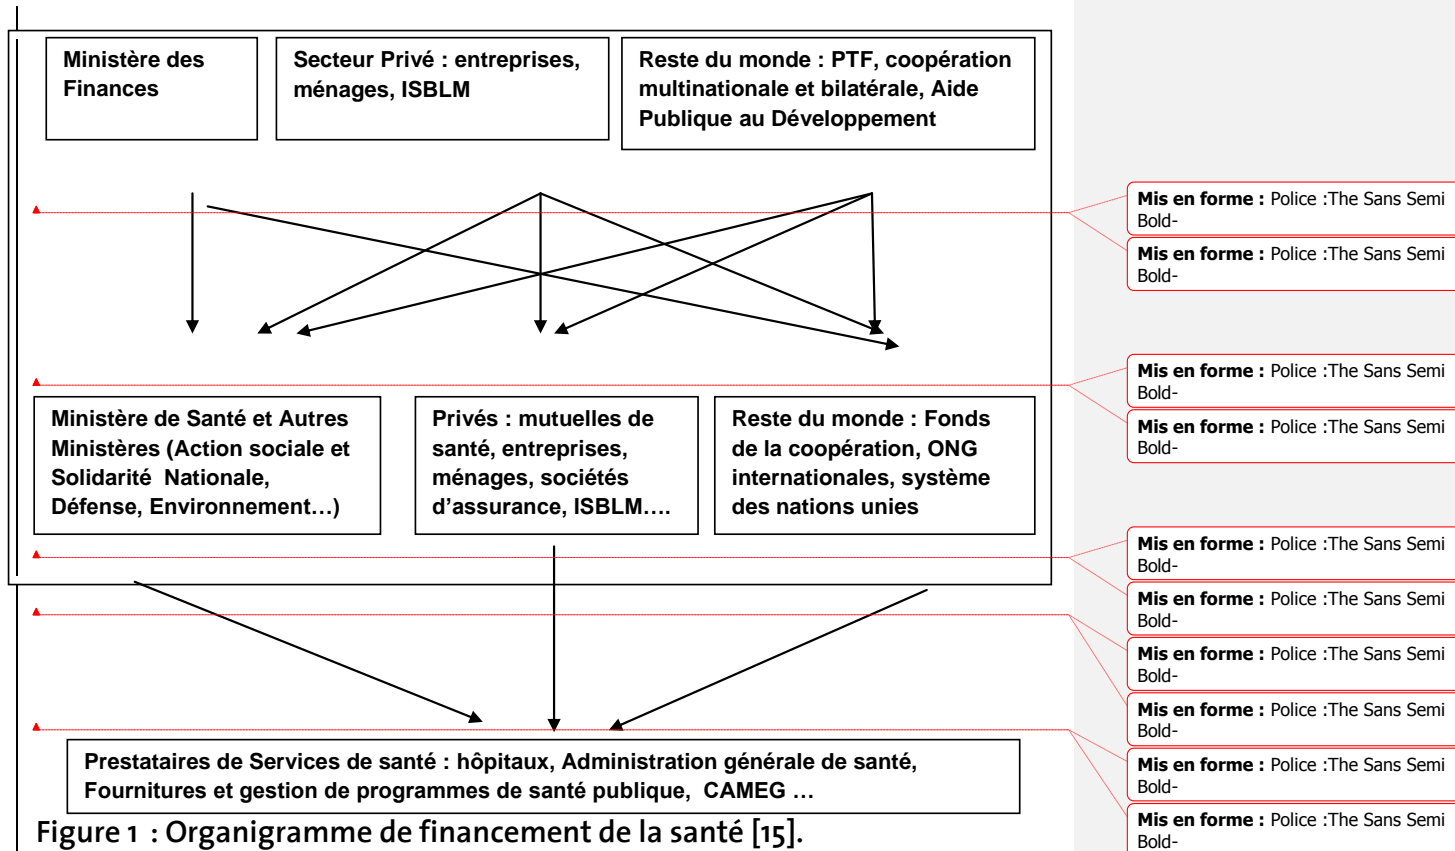 Ministère des
Finances
Secteur Privé : entreprises,
ménages, ISBLM
Reste du monde : PTF, coopération
multinationale et bilatérale, Aide
Publique au Développement
Mis en forme : Police :The Sans Semi
Bold-
Mis en forme : Police :The Sans Semi
Bold-
Mis en forme : Police :The Sans Semi
Bold-
Mis en forme : Police :The Sans Semi
Bold-
Ministère de Santé et Autres
Ministères (Action sociale et
Solidarité Nationale,
Défense, Environnement…)
Privés : mutuelles de
santé, entreprises,
ménages, sociétés
d’assurance, ISBLM….
Reste du monde : Fonds
de la coopération, ONG
internationales, système
des nations unies
Mis en forme : Police :The Sans Semi
Bold-
Mis en forme : Police :The Sans Semi
Bold-
Mis en forme : Police :The Sans Semi
Bold-
Mis en forme : Police :The Sans Semi
Bold-
Mis en forme : Police :The Sans Semi
Bold-
Mis en forme : Police :The Sans Semi
Bold-
Prestataires de Services de santé : hôpitaux, Administration générale de santé,
Fournitures et gestion de programmes de santé publique, CAMEG …
Figure 1 : Organigramme de financement de la santé [15].